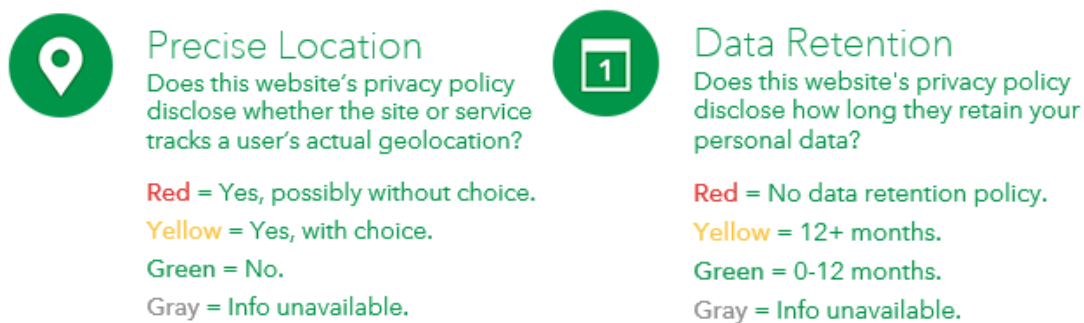 Precise Location
Does this website’s privacy policy
disclose whether the site or service
tracks a user’s actual geolocation?
Red = Yes, possibly without choice.
Yellow = Yes, with choice.
Green = No.
Gray = Info unavailable.
1
Data Retention
Does this website's privacy policy
disclose how long they retain your
personal data?
Red = No data retention policy.
Yellow = 12+ months.
Green = 0-12 months.
Gray = Info unavailable.